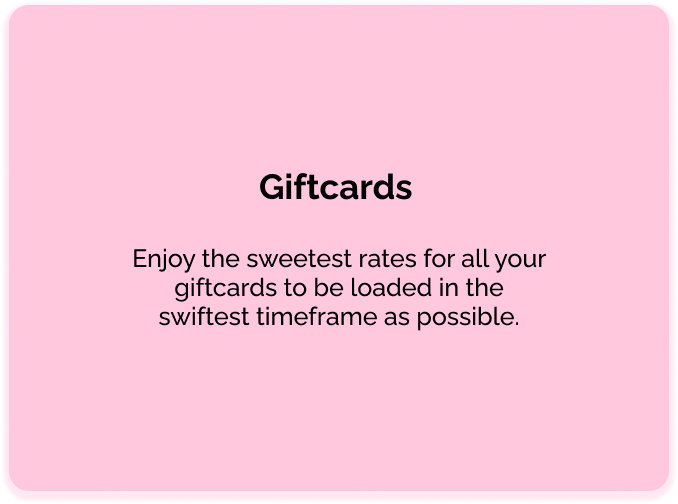 Giftcards
Enjoy the sweetest rates for all your
giftcards to be loaded in the
swiftest timeframe as possible.